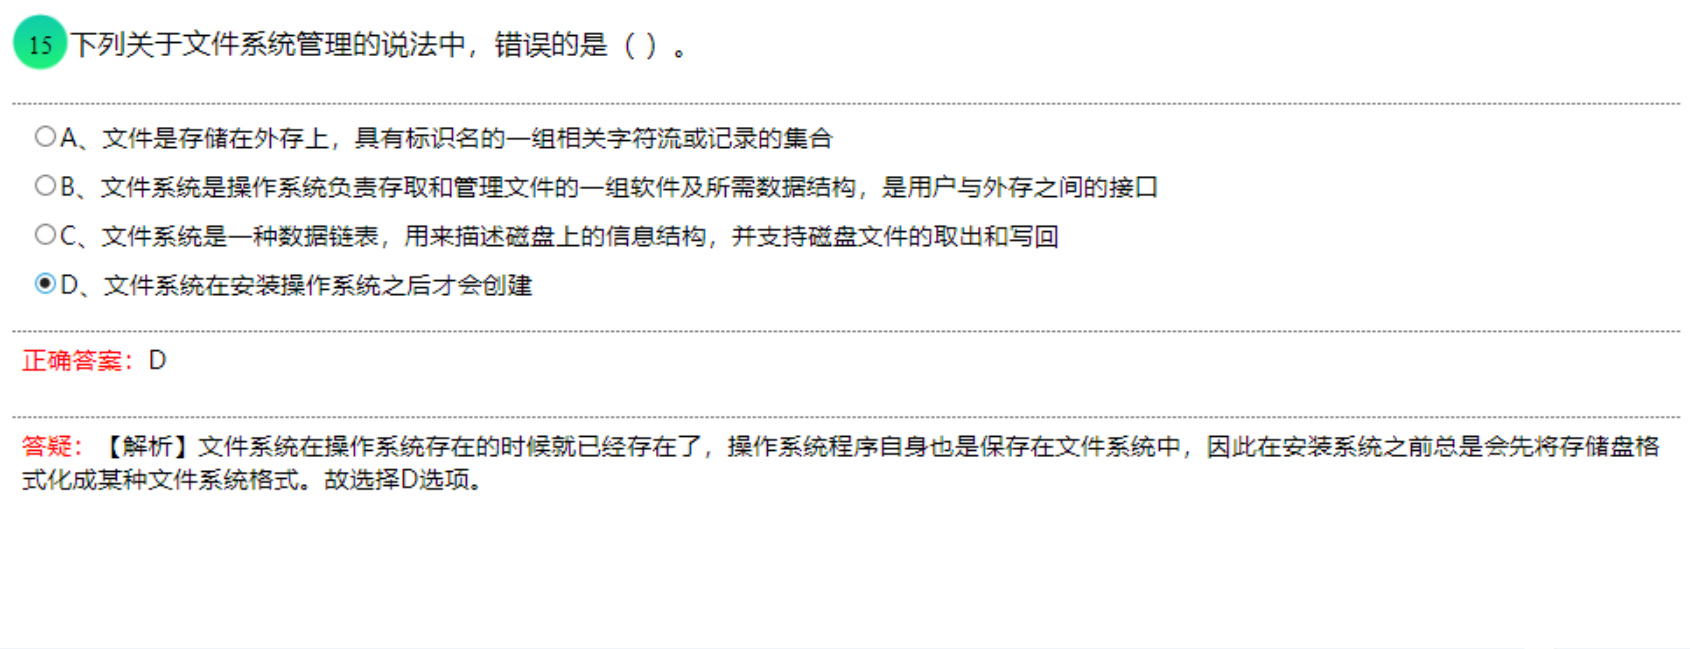 15 下列关于文件系统管理的说法中，错误的是（ ）。
A、文件是存储在外存上，具有标识名的一组相关字符流或记录的集合
B、文件系统是操作系统负责存取和管理文件的一组软件及所需数据结构，是用户与外存之间的接口
C、文件系统是一种数据链表，用来描述磁盘上的信息结构，并支持磁盘文件的取出和写回
D、文件系统在安装操作系统之后才会创建
正确答案：D
答疑：【解析】文件系统在操作系统存在的时候就已经存在了，操作系统程序自身也是保存在文件系统中，因此在安装系统之前总是会先将存储盘格
式化成某种文件系统格式。故选择D选项。